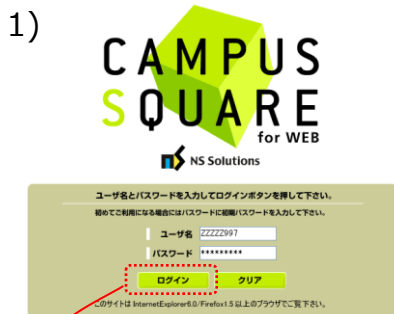 1)
CAMPUS
SQUARE
for WEB
NS Solutions
ユーザ名とパスワードを入力してログインボタンを押して下さい。
初めてご利用になる場合にはパスワードに初期パスワードを入力して下さい。
ユーザ名 ZZZZZ997
パスワード *********
ログイン クリア
このサイトは InternetExplorer6.0/Firefox1.5 以上のブラウザでご覧下さい。